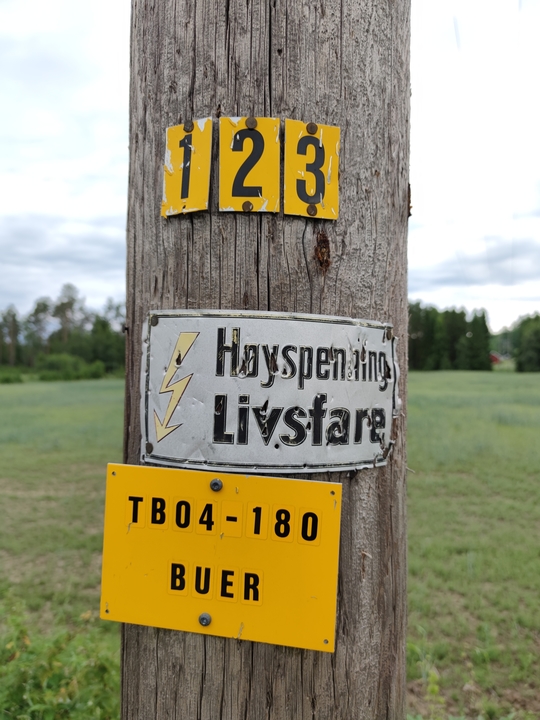 123
Høyspenning
Livsfare
TB04-180
BUER